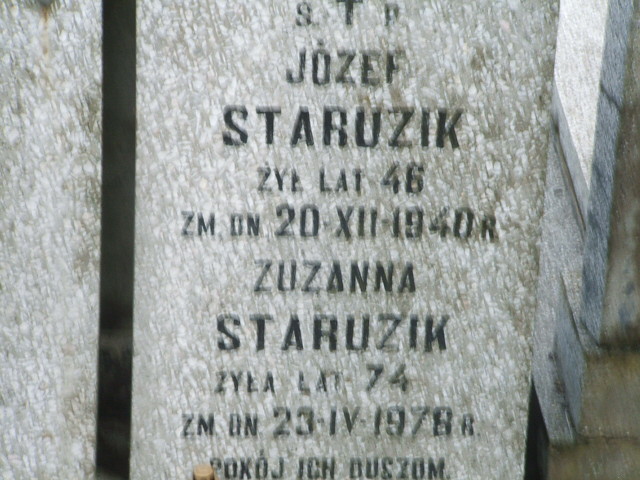 Ś T P
JÓZEF
STARUZIK
ŻYŁ LAT 46
ZM. DN. 20-XII-1940 R
ZUZANNA
STARUZIK
ŻYŁA LAT 74
ZM. DN. 23-IV-1978 R.
POKÓJ ICH DUSZOM.